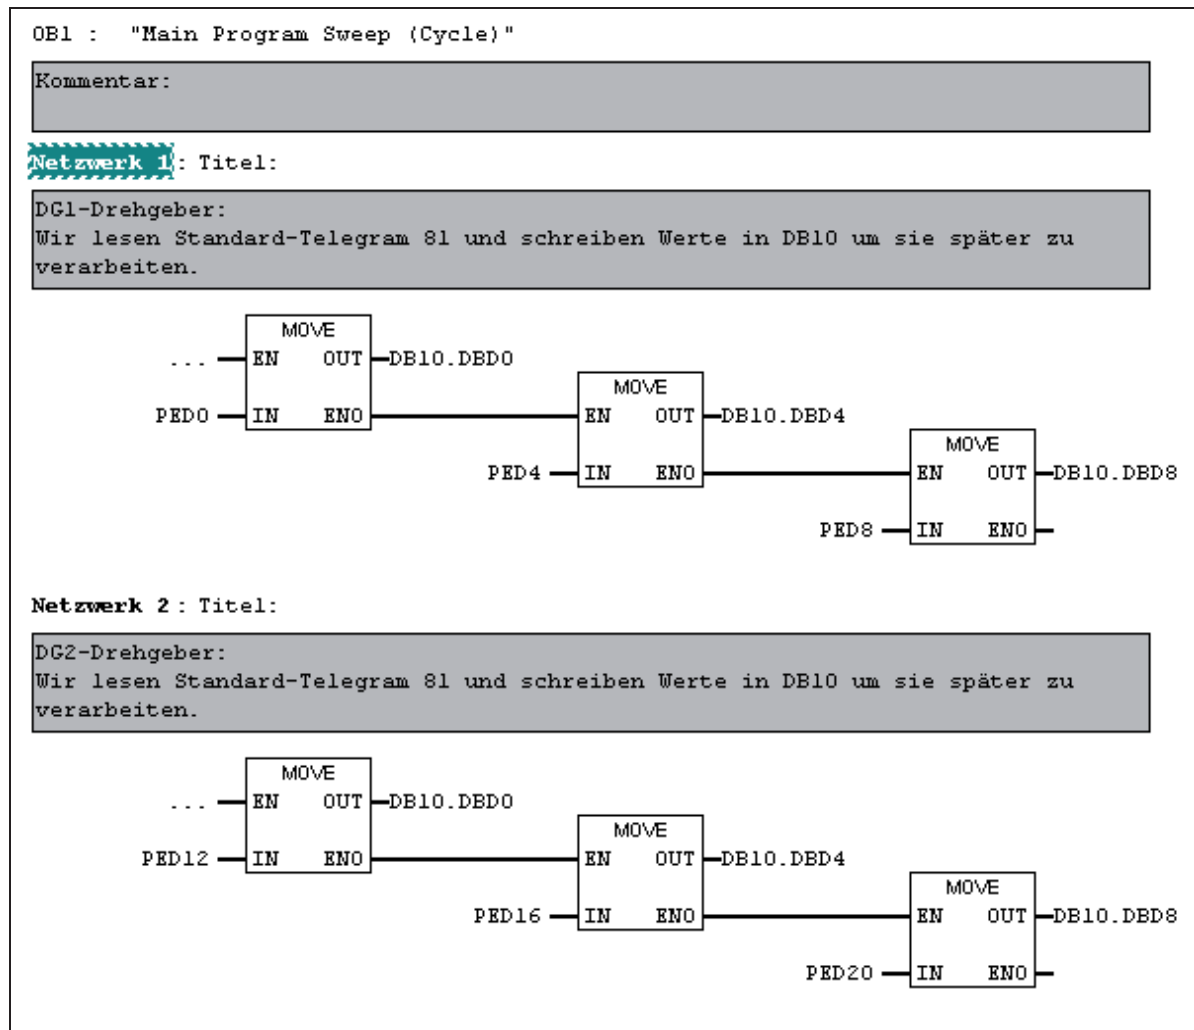 OB1 : "Main Program Sweep (Cycle)"
Kommentar:
Netzwerk 1: Titel:
DG1-Drehgeber:
Wir lesen Standard-Telegram 81 und schreiben Werte in DB10 um sie später zu
verarbeiten.
MOVE
... EN OUT DB10.DBD0
PED0 IN ENO
MOVE
EN OUT DB10.DBD4
PED4 IN ENO
MOVE
EN OUT DB10.DBD8
PED8 IN ENO
Netzwerk 2 : Titel:
DG2-Drehgeber:
Wir lesen Standard-Telegram 81 und schreiben Werte in DB10 um sie später zu
verarbeiten.
MOVE
... EN OUT DB10.DBD0
PED12 IN ENO
MOVE
EN OUT DB10.DBD4
PED16 IN ENO
MOVE
EN OUT DB10.DBD8
PED20 IN ENO